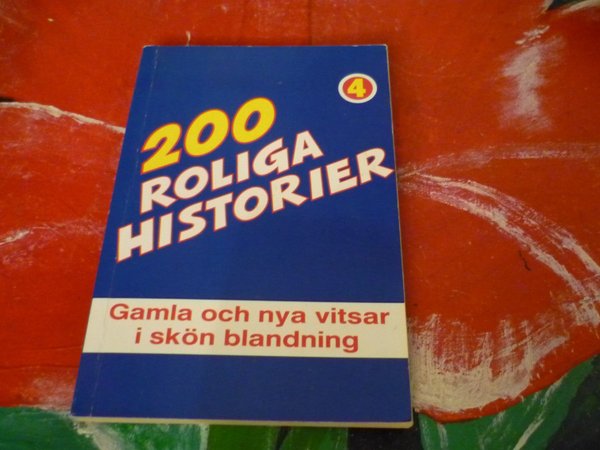 4
200
ROLIGA
HISTORIER
Gamla och nya vitsar
i skön blandning